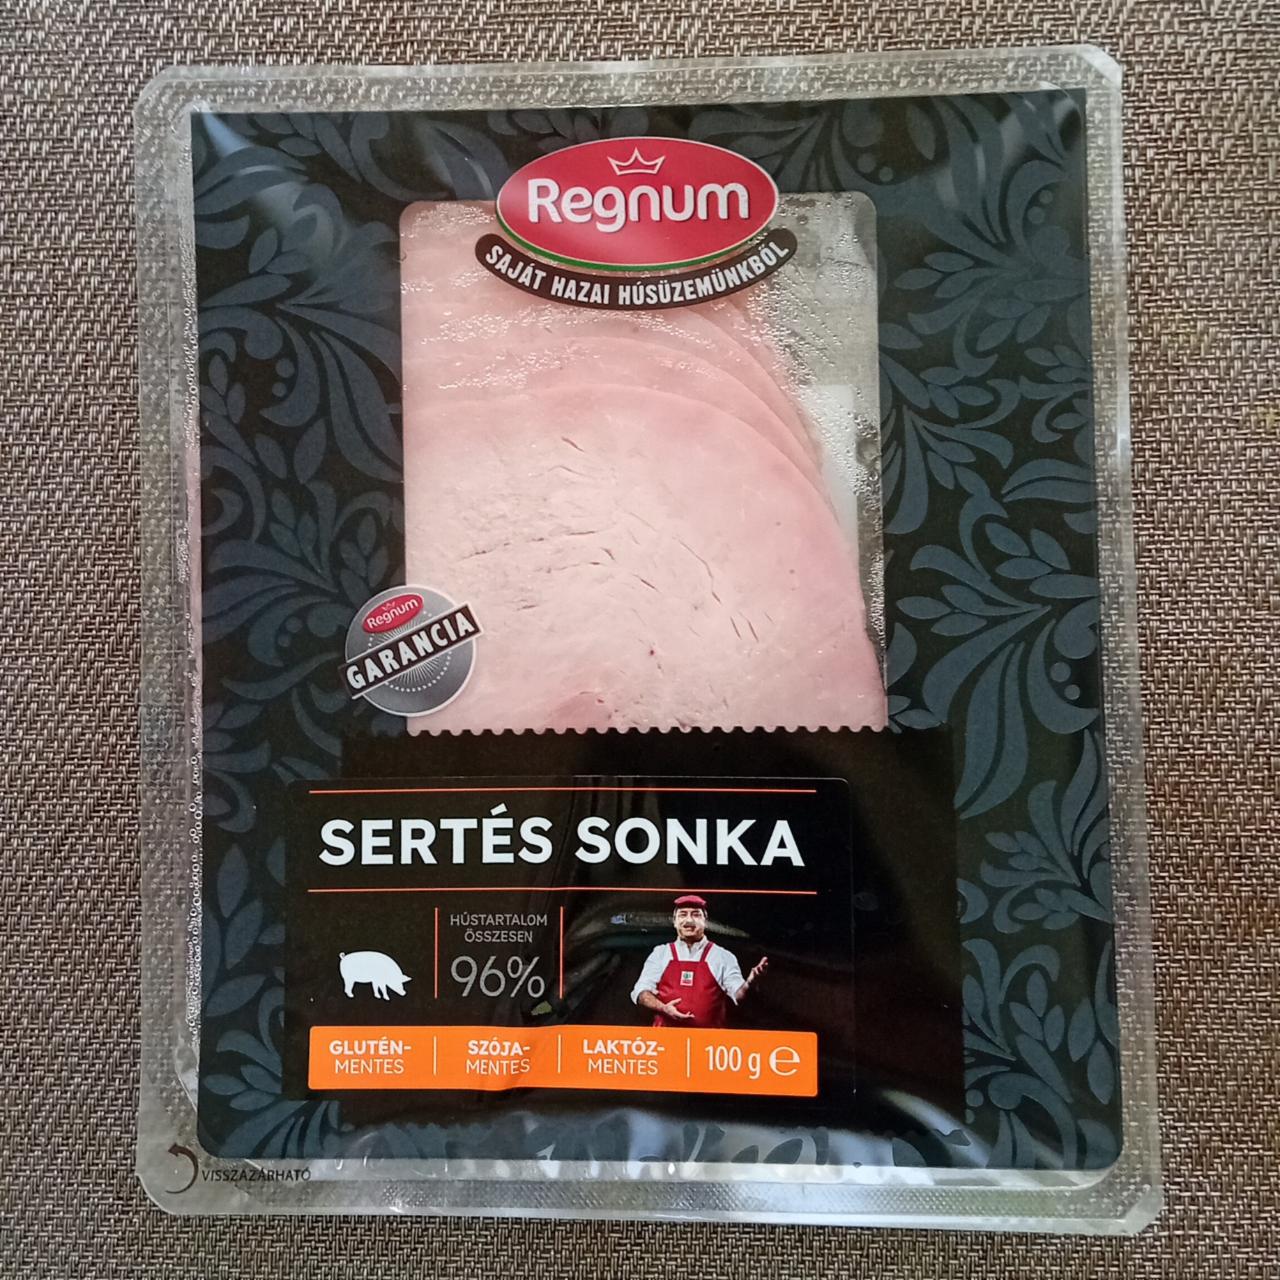 Regnum
SAJÁT HAZAI HÚSÜZEMÜNKBŐL
Regnum
GARANCIA
SERTÉS SONKA
HÚSTARTALOM
ÖSSZESEN
96%
GLUTÉN-
MENTES
SZÓJA-
MENTES
LAKTÓZ-
MENTES
100 g e
VISSZAZÁRHATÓ